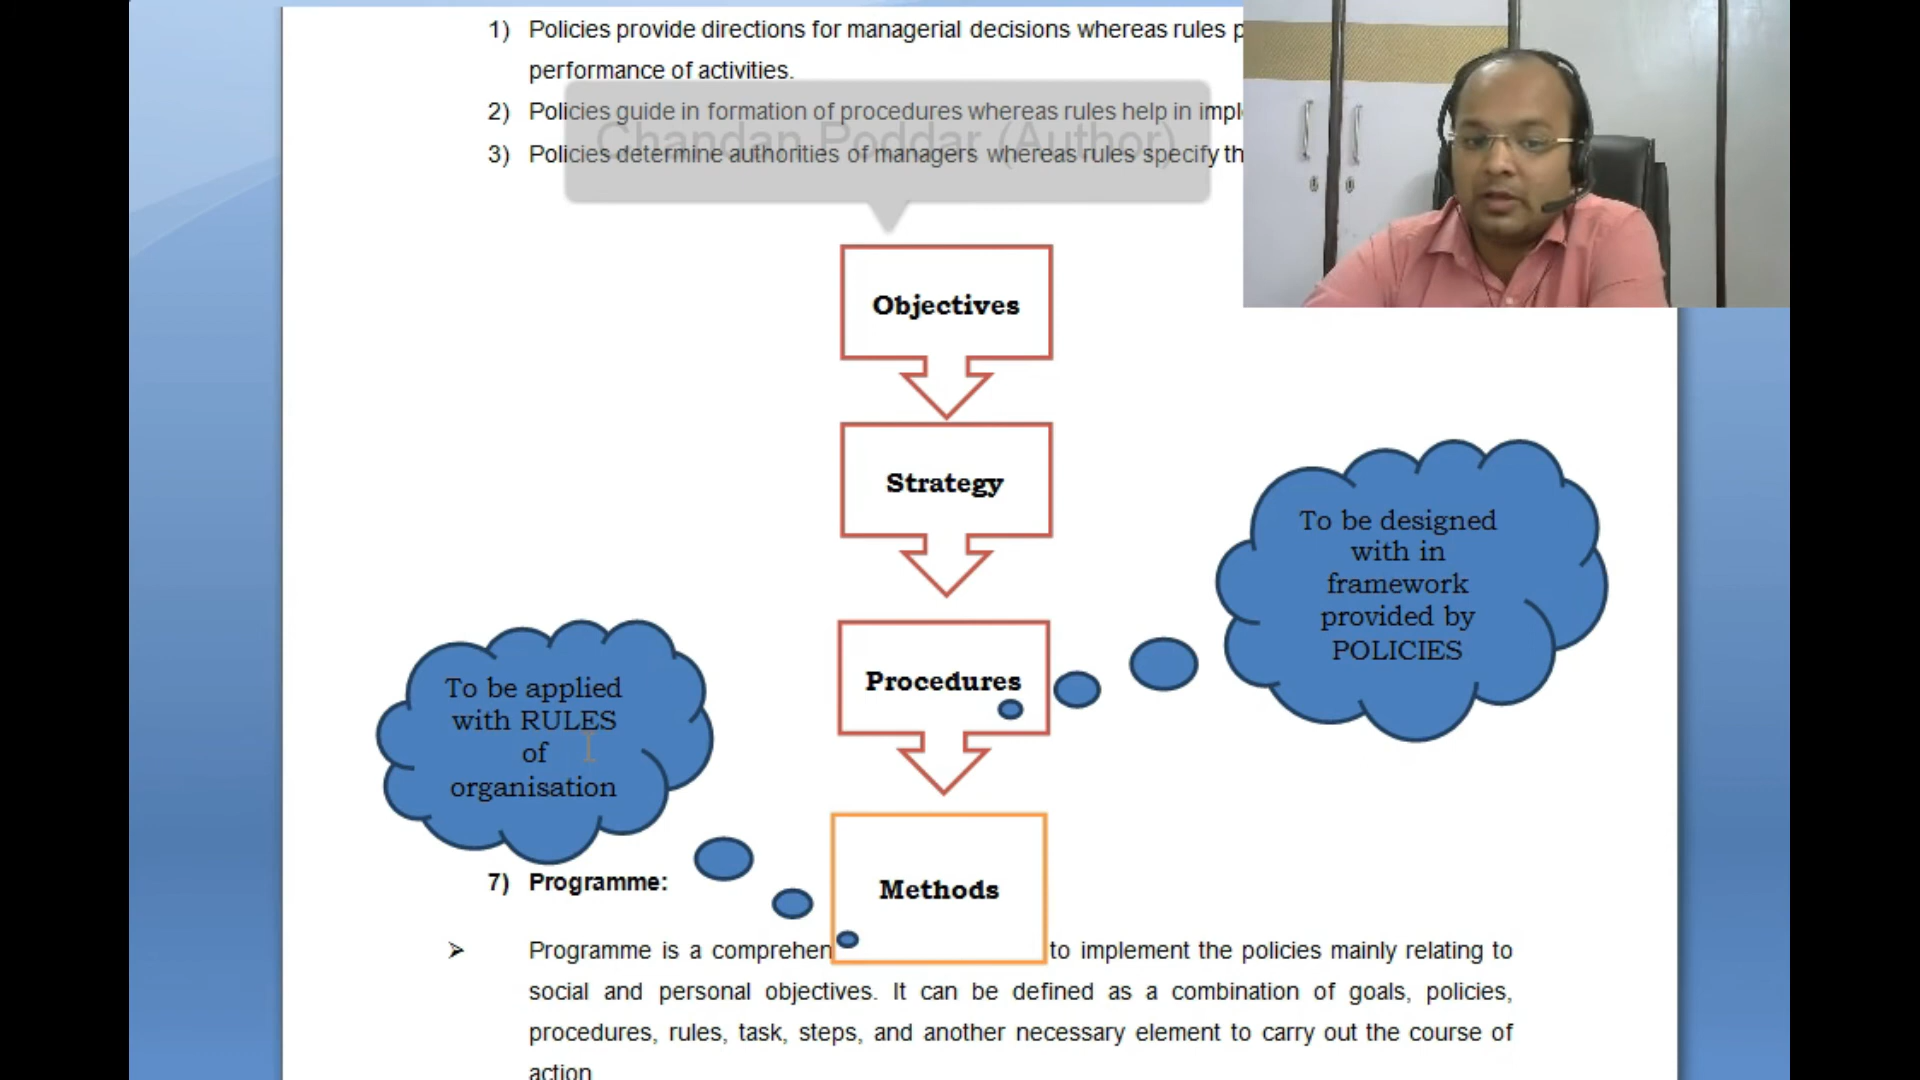 1) Policies provide directions for managerial decisions whereas rules
performance of activities.
2) Policies guide in formation of procedures whereas rules help in
3) Policies determine authorities of managers whereas rules specify
Chandan Poddar (Author)
Objectives
Strategy
To be designed
with in
framework
provided by
POLICIES
Procedures
To be applied
with RULES
of
organisation
Methods
7) Programme:
➢ Programme is a to implement the policies mainly relating to
social and personal objectives. It can be defined as a combination of goals, policies,
procedures, rules, task, steps, and another necessary element to carry out the course of
action